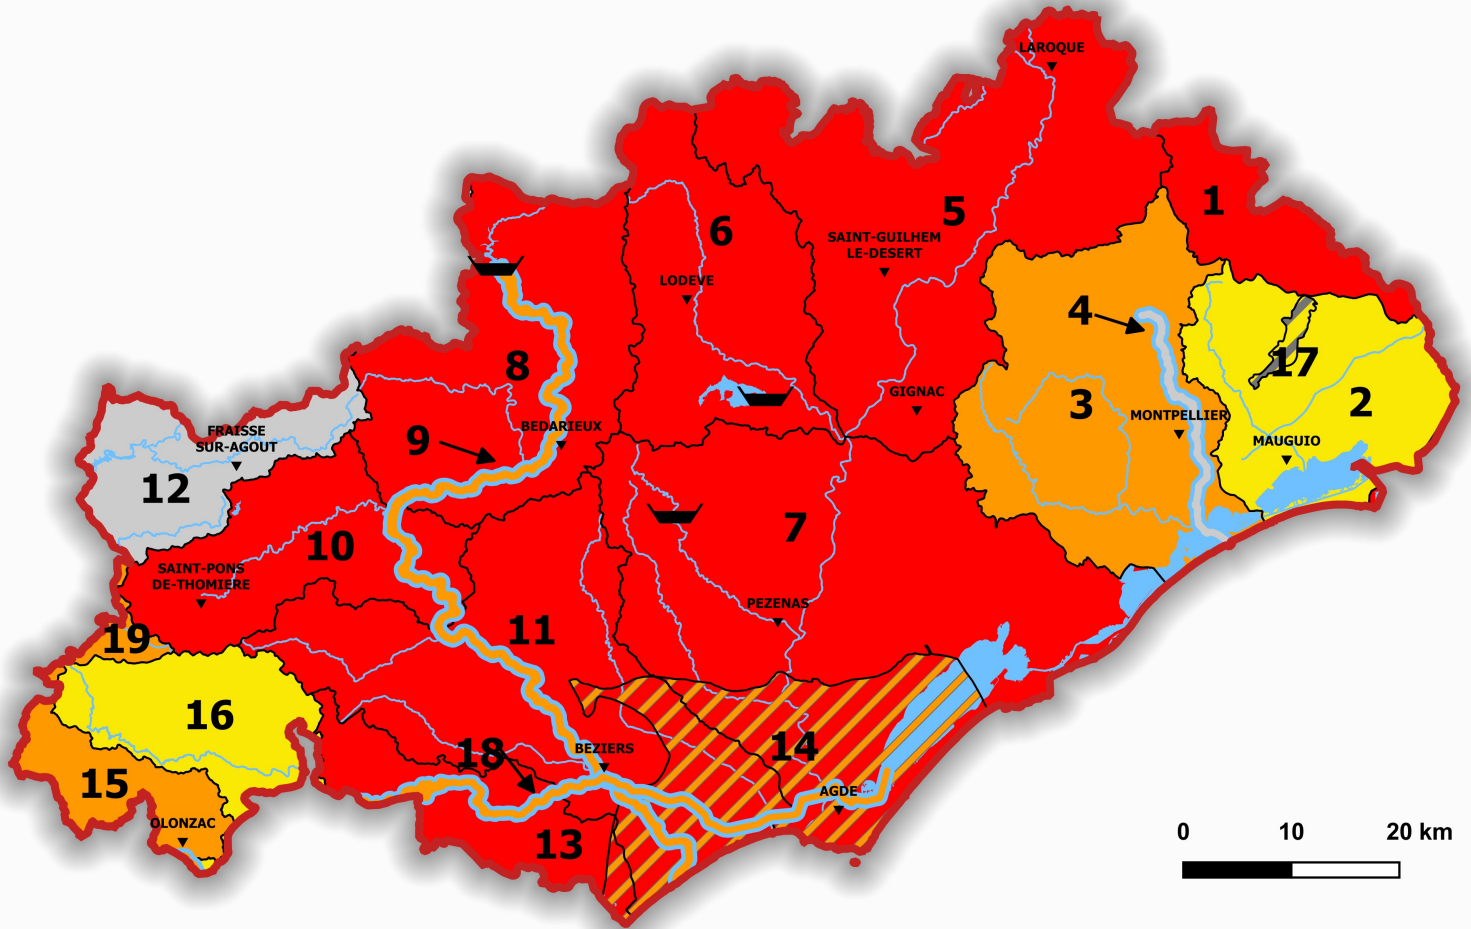 LAROQUE
1
5
6
SAINT-GUILHEM
LE-DESERT
LODEVE
4
17
8
GIGNAC
3
2
MONTPELLIER
BEDARIEUX
9
FRAISSE
SUR-AGOUT
MAUGUIO
12
7
10
SAINT-PONS
DE-THOMIERE
PEZENAS
11
19
16
14
18
BEZIERS
15
AGDE
OLONZAC
13
0 10 20 km